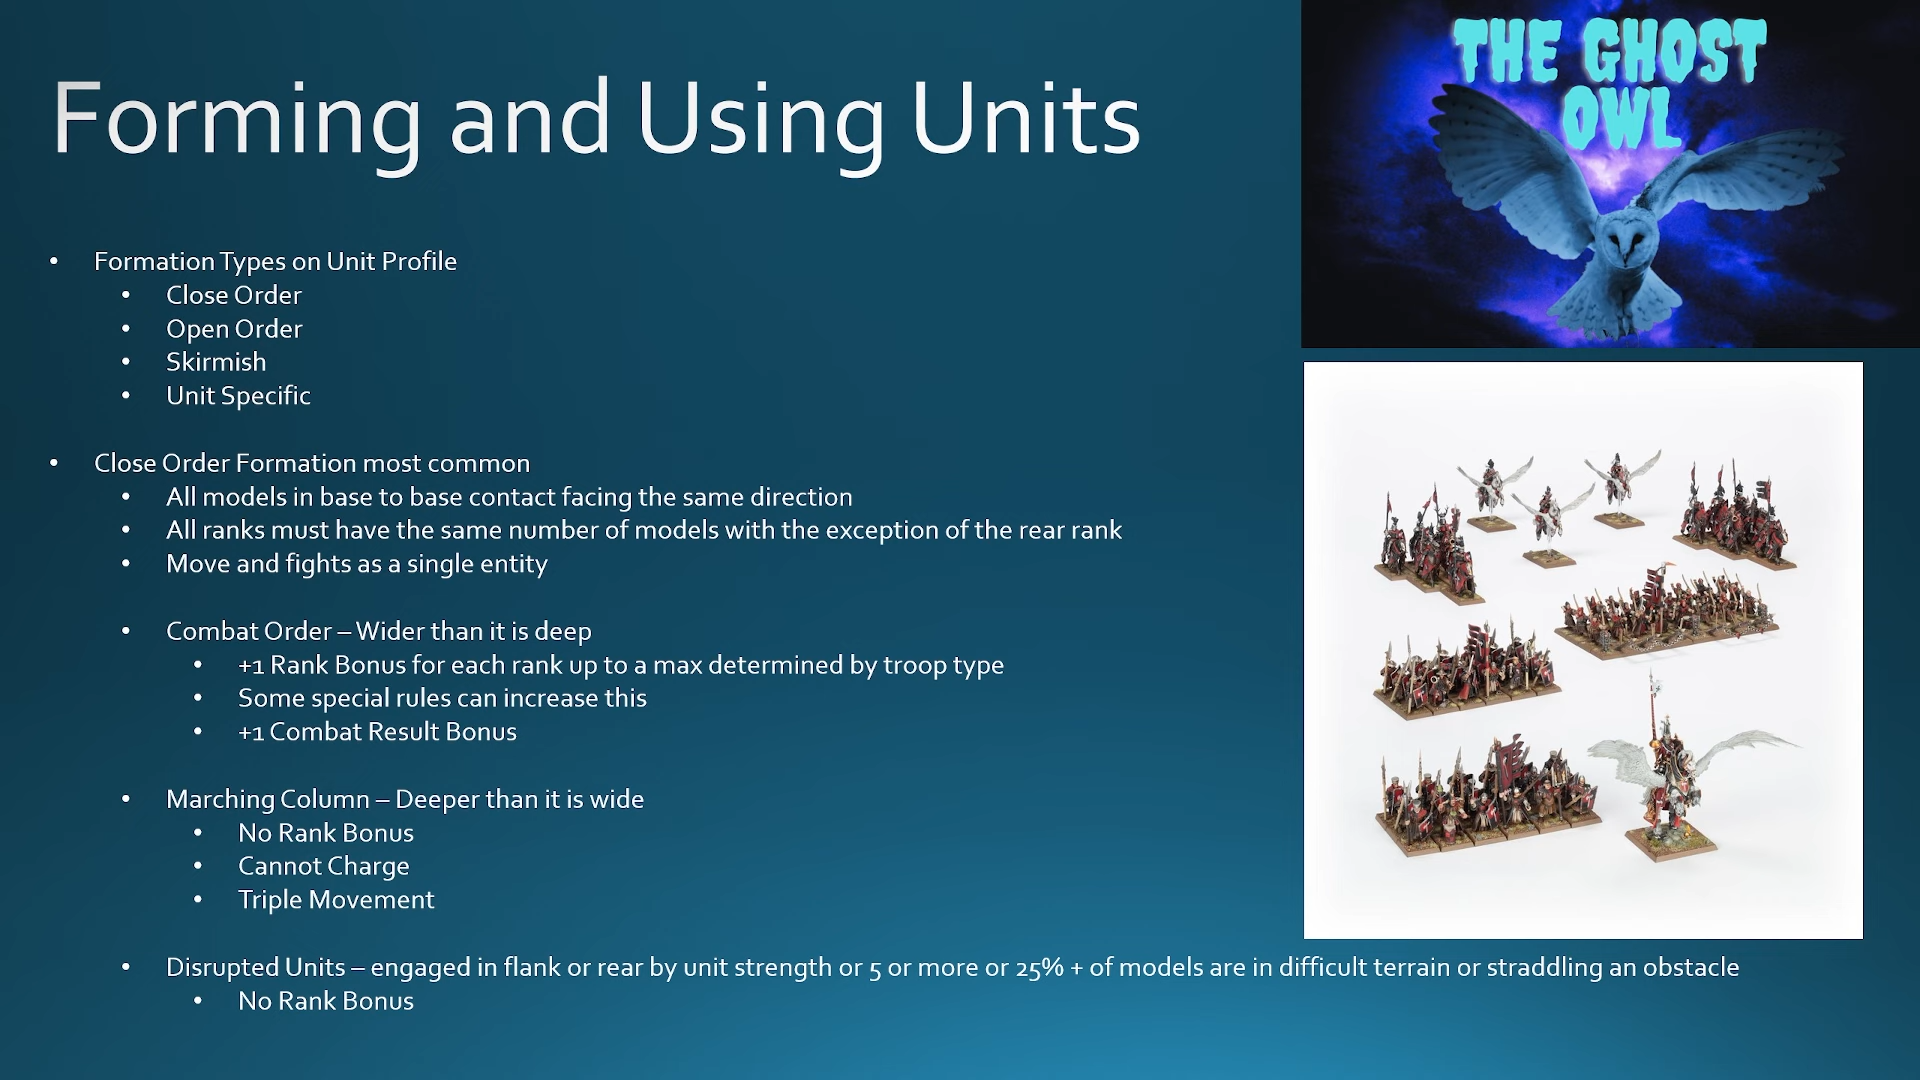 THE GHOST
OWL
Forming and Using Units
• Formation Types on Unit Profile
• Close Order
• Open Order
• Skirmish
• Unit Specific
• Close Order Formation most common
• All models in base to base contact facing the same direction
• All ranks must have the same number of models with the exception of the rear rank
• Move and fights as a single entity
• Combat Order – Wider than it is deep
• +1 Rank Bonus for each rank up to a max determined by troop type
• Some special rules can increase this
• +1 Combat Result Bonus
• Marching Column – Deeper than it is wide
• No Rank Bonus
• Cannot Charge
• Triple Movement
• Disrupted Units – engaged in flank or rear by unit strength or 5 or more or 25% + of models are in difficult terrain or straddling an obstacle
• No Rank Bonus